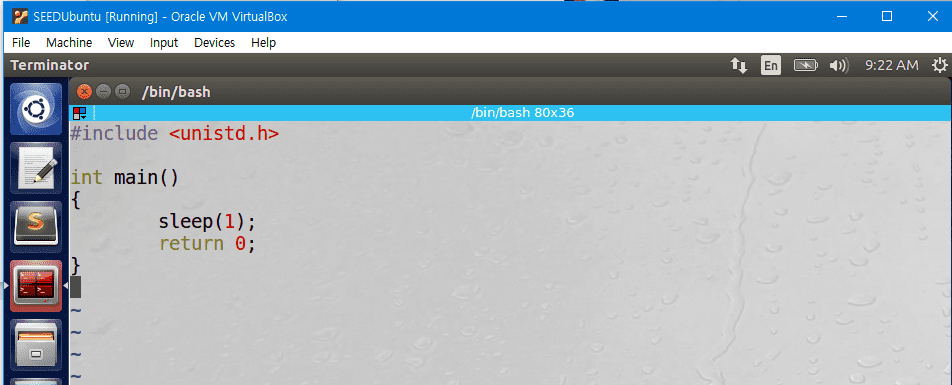 SEEDUbuntu [Running] - Oracle VM VirtualBox
File Machine View Input Devices Help
Terminator En 9:22 AM
/bin/bash
/bin/bash 80x36
#include <unistd.h>
int main()
{
sleep(1);
return 0;
}
~
~
~
~